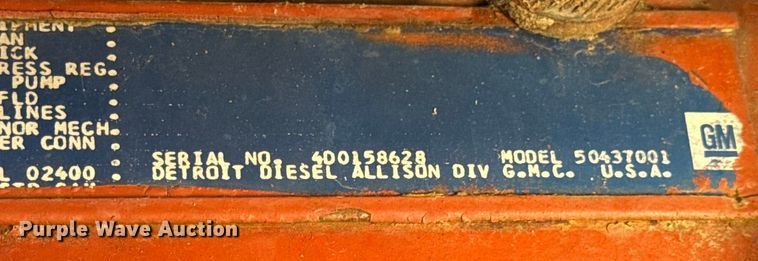 IPMENT
AN
ICK
RESS REG.
PUMP
FLD
LINES
NOR MECH.
ER CONN
L 02400
SERIAL NO. 4D0158628 MODEL 50437001
DETROIT DIESEL ALLISON DIV G.M.C. U.S.A.
GM
Purple Wave Auction